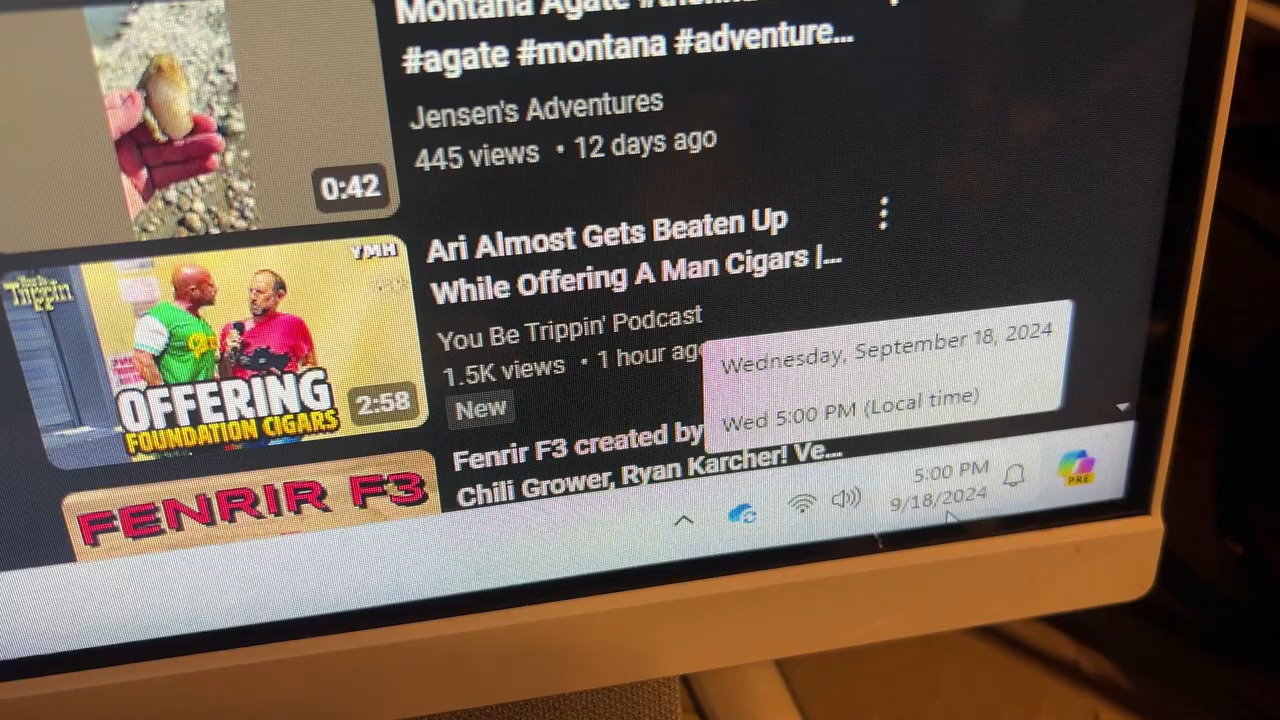 Montana Agate
#agate #montana #adventure...
Jensen's Adventures
445 views • 12 days ago
0:42
YMH
Trippin
OFFERING
FOUNDATION CIGARS
2:58
Ari Almost Gets Beaten Up
While Offering A Man Cigars |...
You Be Trippin' Podcast
1.5K views • 1 hour ag
New
Wednesday, September 18, 2024
Wed 5:00 PM (Local time)
FENRIR F3
Fenrir F3 created by
Chili Grower, Ryan Karcher! Ve...
5:00 PM
9/18/2024
PRE